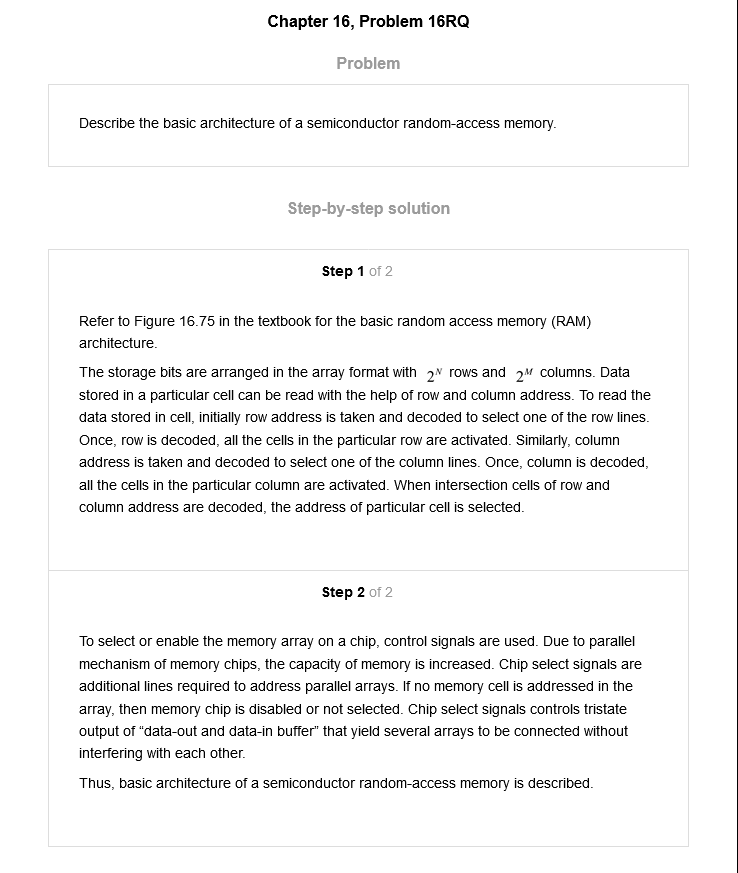 Chapter 16, Problem 16RQ
Problem
Describe the basic architecture of a semiconductor random-access memory.
Step-by-step solution
Step 1 of 2
Refer to Figure 16.75 in the textbook for the basic random access memory (RAM)
architecture.
The storage bits are arranged in the array format with 2^N rows and 2^M columns. Data
stored in a particular cell can be read with the help of row and column address. To read the
data stored in cell, initially row address is taken and decoded to select one of the row lines.
Once, row is decoded, all the cells in the particular row are activated. Similarly, column
address is taken and decoded to select one of the column lines. Once, column is decoded,
all the cells in the particular column are activated. When intersection cells of row and
column address are decoded, the address of particular cell is selected.
Step 2 of 2
To select or enable the memory array on a chip, control signals are used. Due to parallel
mechanism of memory chips, the capacity of memory is increased. Chip select signals are
additional lines required to address parallel arrays. If no memory cell is addressed in the
array, then memory chip is disabled or not selected. Chip select signals controls tristate
output of “data-out and data-in buffer” that yield several arrays to be connected without
interfering with each other.
Thus, basic architecture of a semiconductor random-access memory is described.